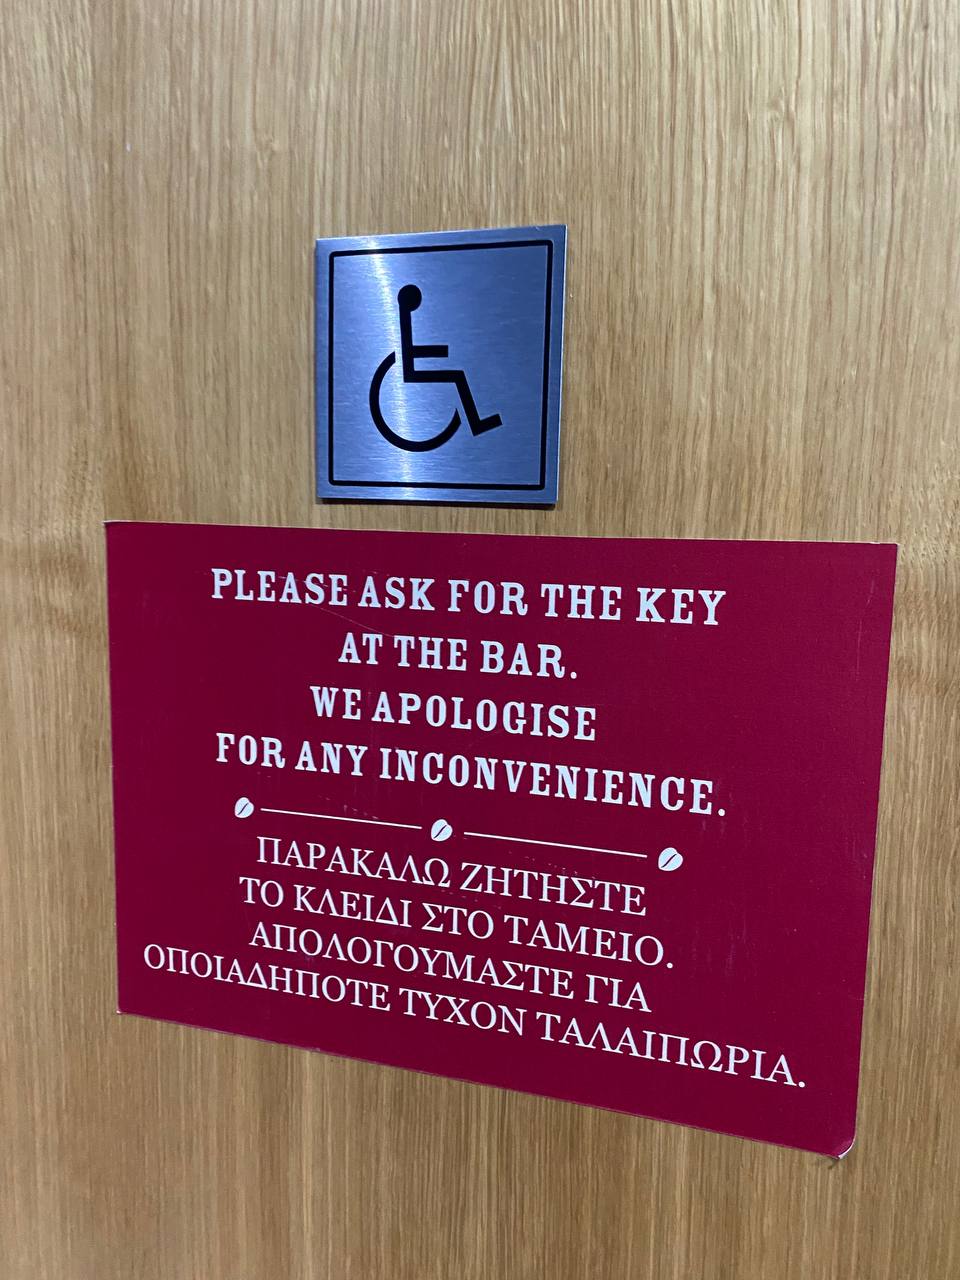 PLEASE ASK FOR THE KEY
AT THE BAR.
WE APOLOGISE
FOR ANY INCONVENIENCE.
ΠΑΡΑΚΑΛΩ ΖΗΤΗΣΤΕ
ΤΟ ΚΛΕΙΔΙ ΣΤΟ ΤΑΜΕΙΟ.
ΑΠΟΛΟΓΟΥΜΑΣΤΕ ΓΙΑ
ΟΠΟΙΑΔΗΠΟΤΕ ΤΥΧΟΝ ΤΑΛΑΙΠΩΡΙΑ.